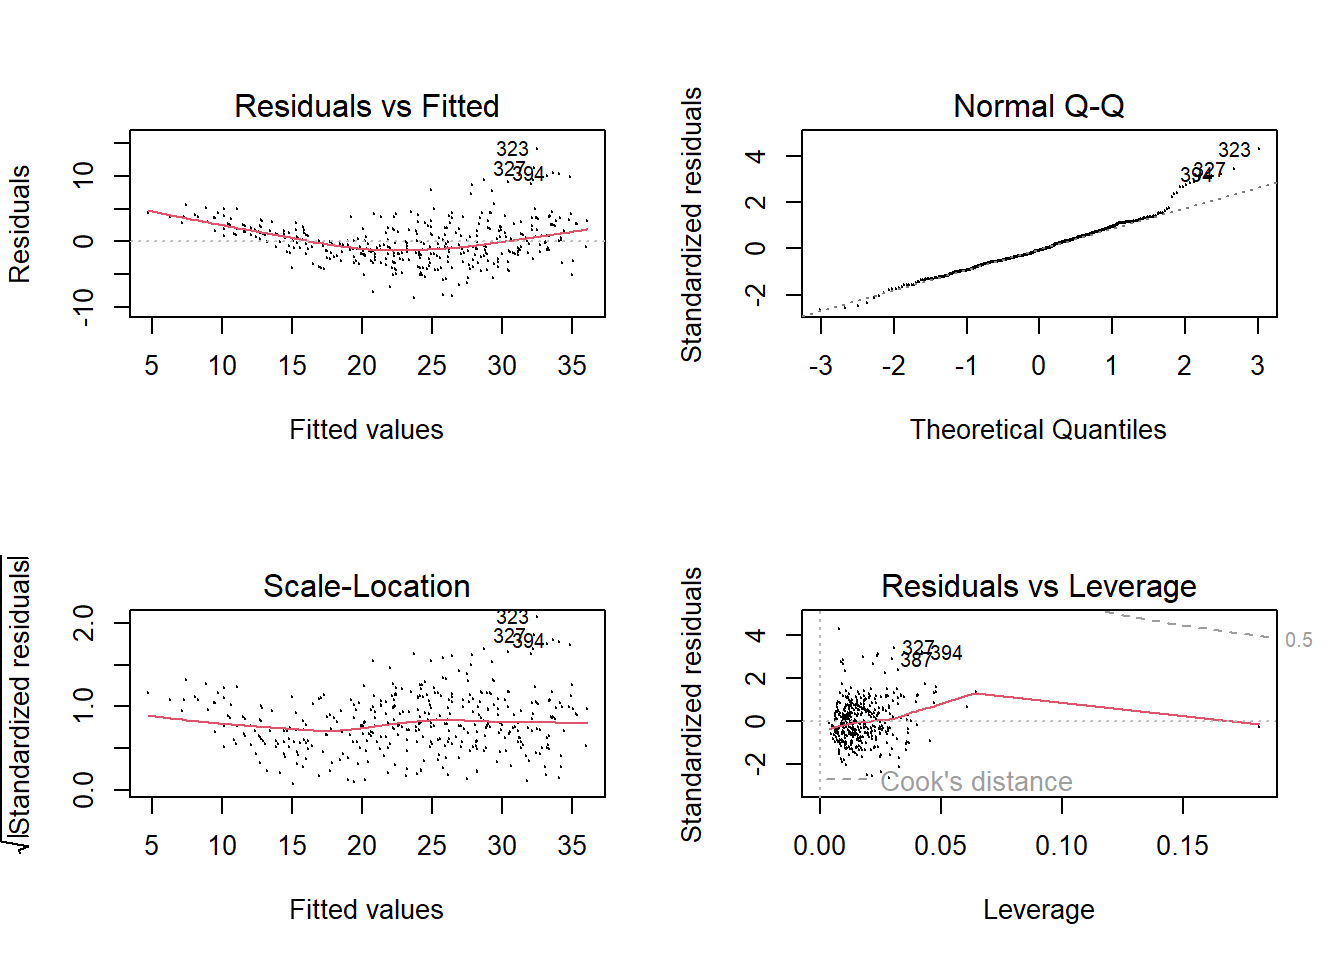 Residuals vs Fitted
Residuals
10
0
-10
323
327
394
5 10 15 20 25 30 35
Fitted values
Normal Q-Q
Standardized residuals
4
2
0
-2
323
327
394
-3 -2 -1 0 1 2 3
Theoretical Quantiles
Scale-Location
√|Standardized residuals|
2.0
1.0
0.0
323
327
394
5 10 15 20 25 30 35
Fitted values
Residuals vs Leverage
Standardized residuals
4
2
0
-2
327
394
387
0.5
Cook's distance
0.00 0.05 0.10 0.15
Leverage